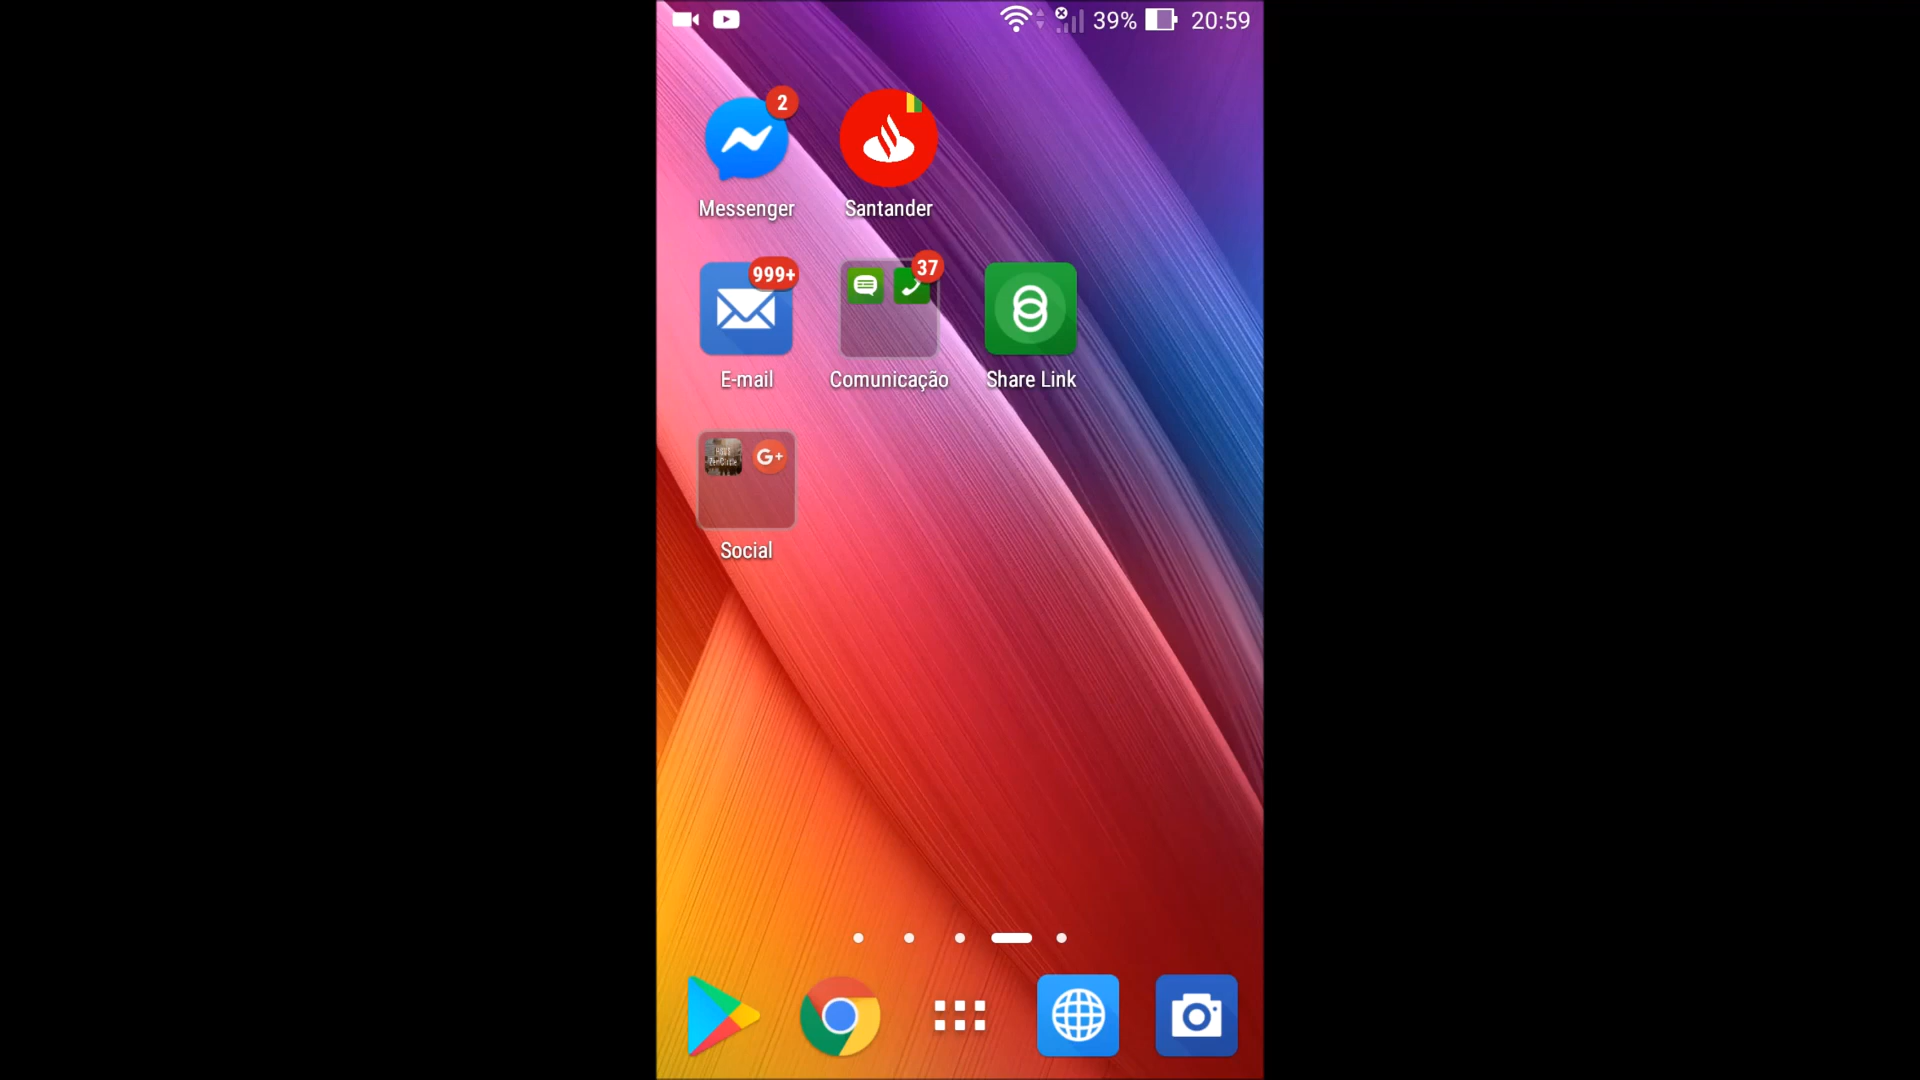 39% 20:59
2
Messenger Santander
999+ 37
E-mail Comunicação Share Link
G+
Social